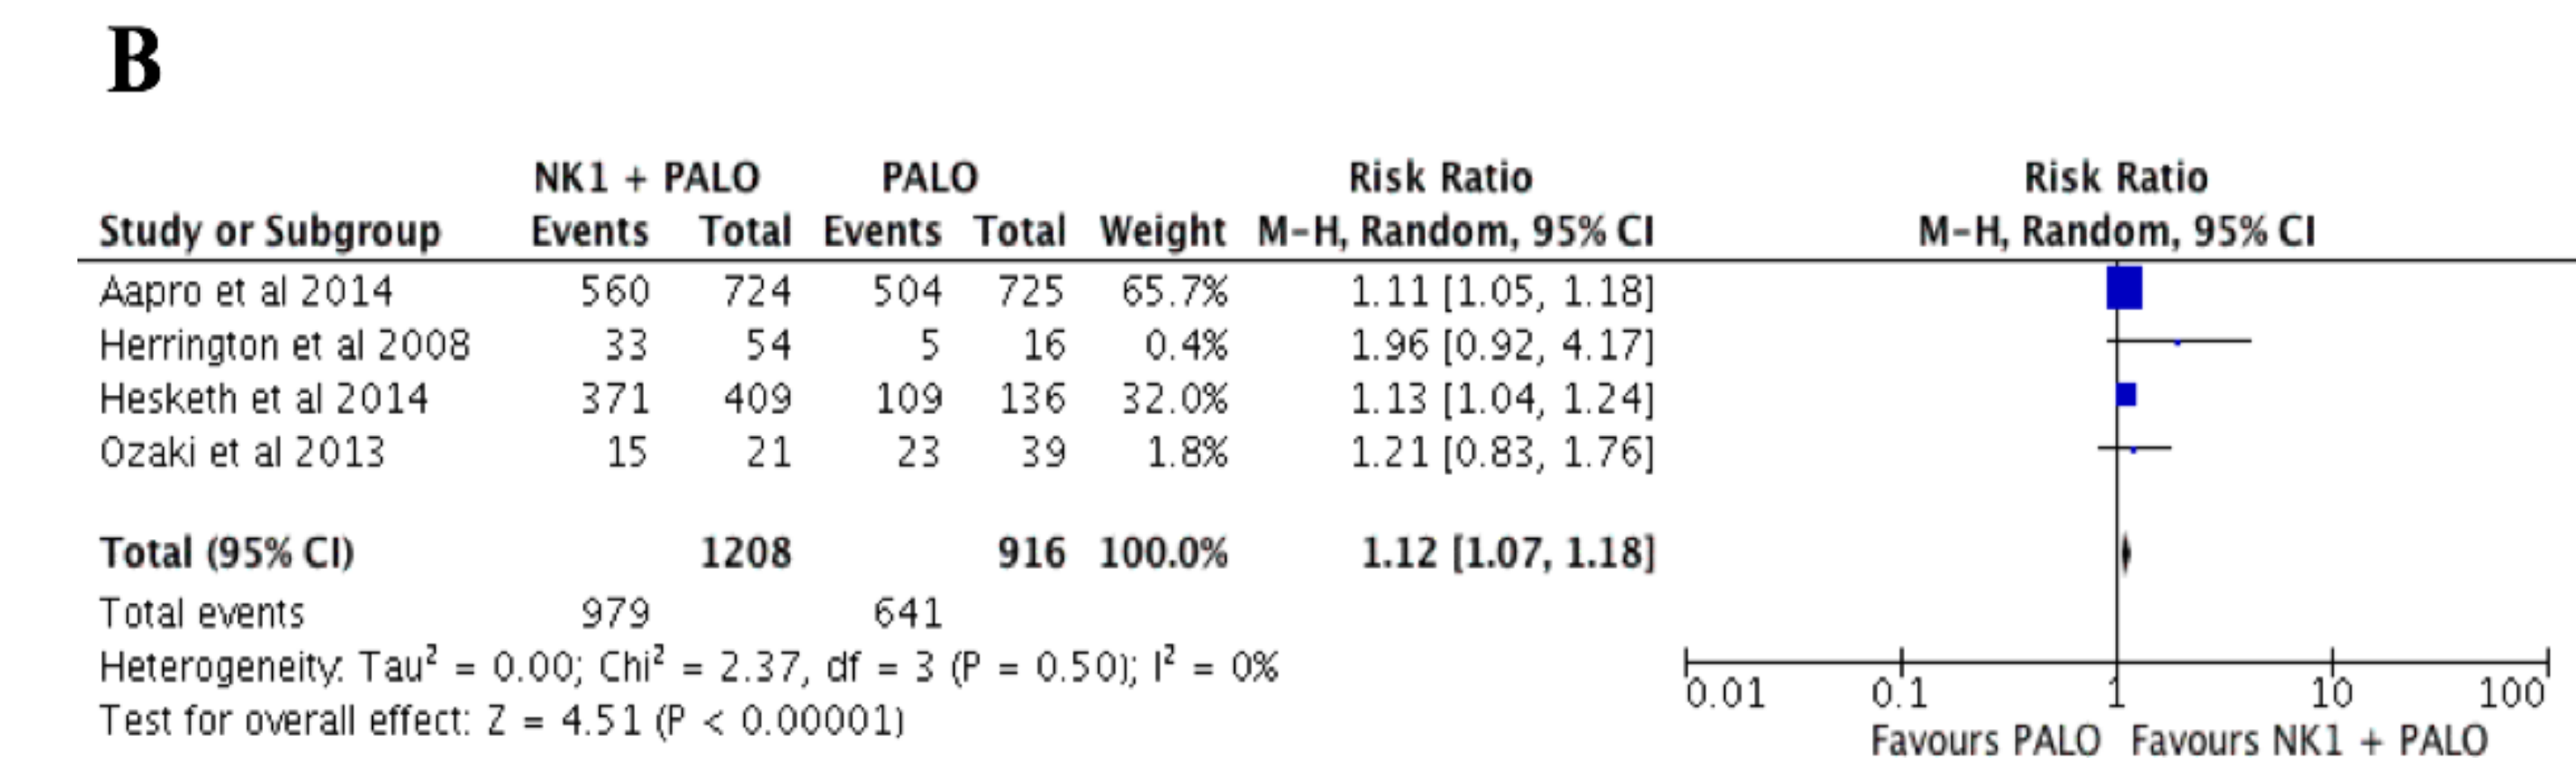 B
NK1 + PALO PALO Risk Ratio Risk Ratio
Study or Subgroup Events Total Events Total Weight M-H, Random, 95% CI M-H, Random, 95% CI
Aapro et al 2014 560 724 504 725 65.7% 1.11 [1.05, 1.18]
Herrington et al 2008 33 54 5 16 0.4% 1.96 [0.92, 4.17]
Hesketh et al 2014 371 409 109 136 32.0% 1.13 [1.04, 1.24]
Ozaki et al 2013 15 21 23 39 1.8% 1.21 [0.83, 1.76]
Total (95% CI) 1208 916 100.0% 1.12 [1.07, 1.18]
Total events 979 641
Heterogeneity: Tau² = 0.00; Chi² = 2.37, df = 3 (P = 0.50); I² = 0%
Test for overall effect: Z = 4.51 (P < 0.00001)
0.01 0.1 1 10 100
Favours PALO Favours NK1 + PALO